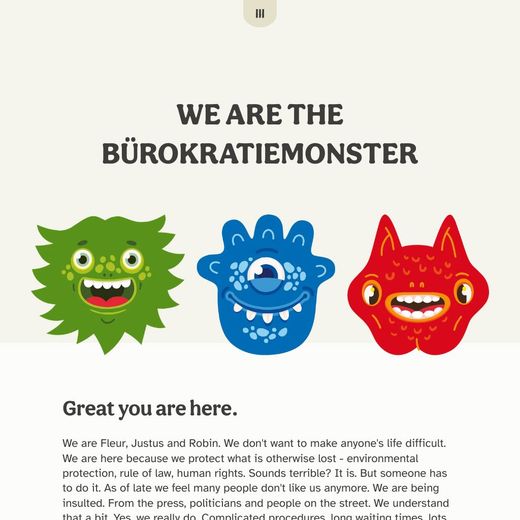 WE ARE THE
BÜROKRATIEMONSTER
Great you are here.
We are Fleur, Justus and Robin. We don't want to make anyone's life difficult.
We are here because we protect what is otherwise lost - environmental
protection, rule of law, human rights. Sounds terrible? It is. But someone has
to do it. As of late we feel many people don't like us anymore. We are being
insulted. From the press, politicians and people on the street. We understand
that a bit. Yes, we really do. Complicated procedures, long waiting times, lots